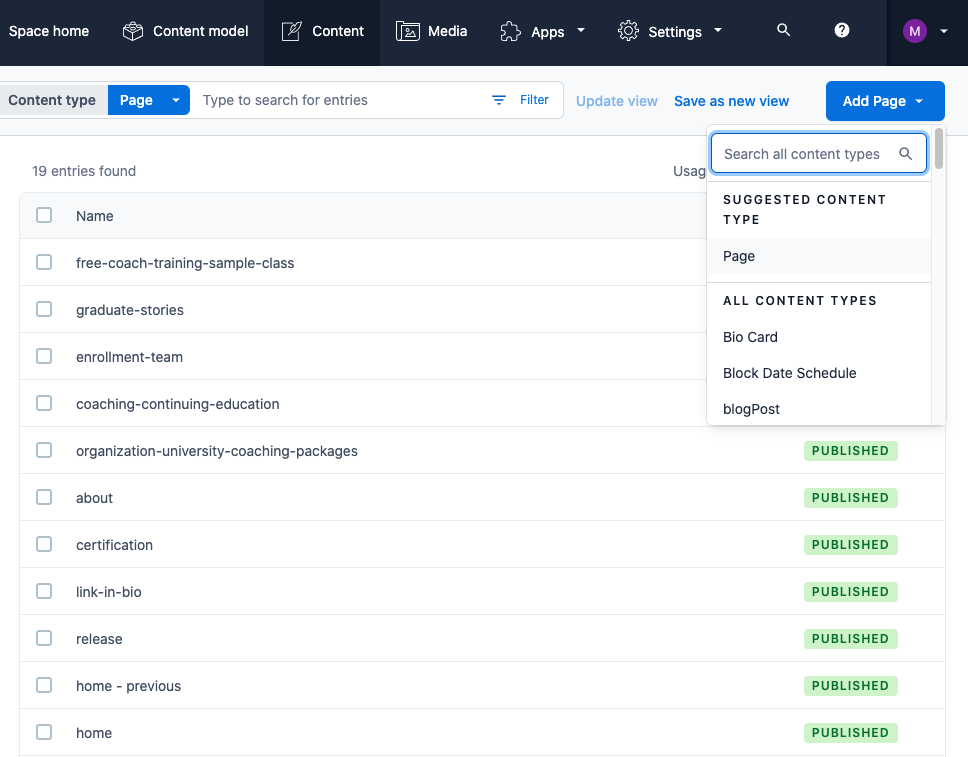 Space home Content model Content Media Apps Settings M
Content type Page Type to search for entries Filter Update view Save as new view Add Page
Search all content types
19 entries found Usag
SUGGESTED CONTENT
TYPE
Name
Page
free-coach-training-sample-class
ALL CONTENT TYPES
graduate-stories
Bio Card
enrollment-team
Block Date Schedule
coaching-continuing-education
blogPost
organization-university-coaching-packages PUBLISHED
about PUBLISHED
certification PUBLISHED
link-in-bio PUBLISHED
release PUBLISHED
home - previous PUBLISHED
home PUBLISHED